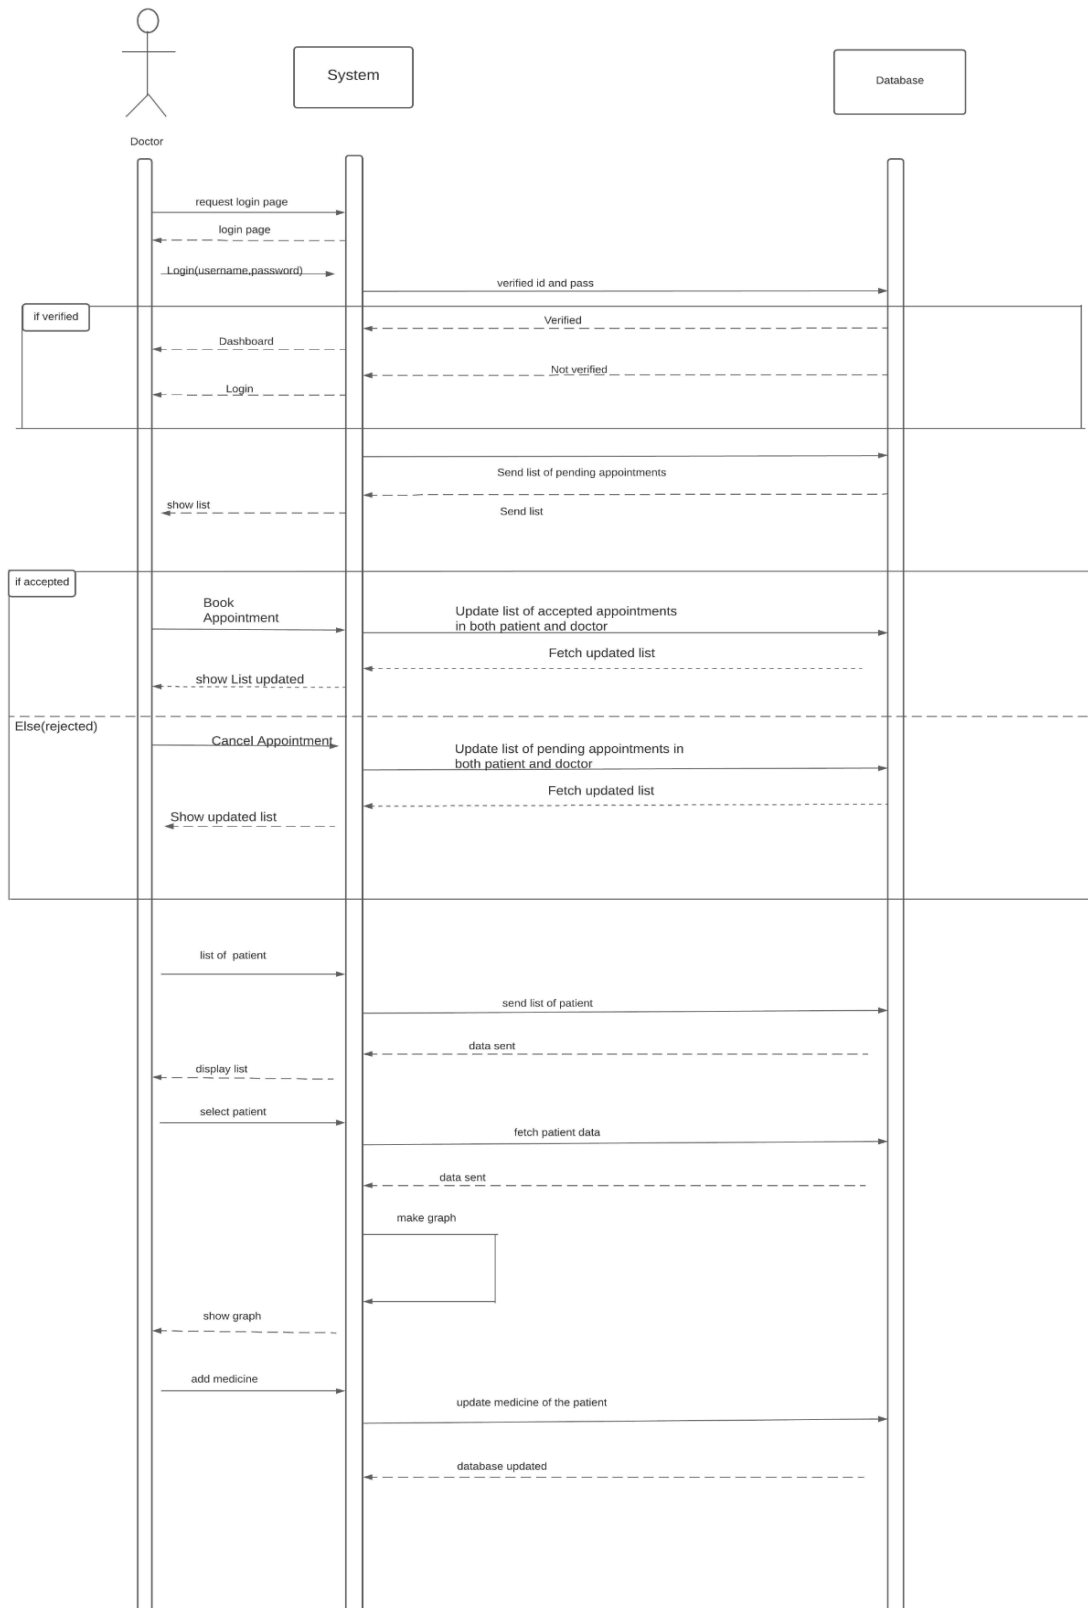 System
Database
Doctor
request login page
login page
Login(username,password)
verified id and pass
if verified
Verified
Dashboard
Not verified
Login
Send list of pending appointments
show list
Send list
if accepted
Book
Appointment
Update list of accepted appointments
in both patient and doctor
Fetch updated list
show List updated
Else(rejected)
Cancel Appointment
Update list of pending appointments in
both patient and doctor
Fetch updated list
Show updated list
list of  patient
send list of patient
data sent
display list
select patient
fetch patient data
data sent
make graph
show graph
add medicine
update medicine of the patient
database updated